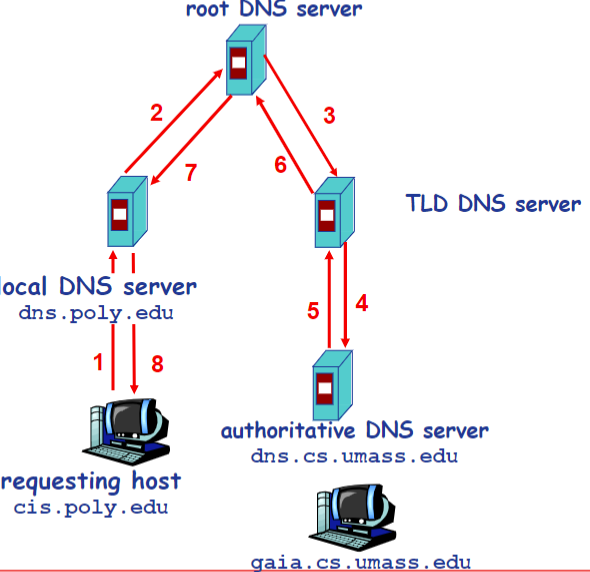 root DNS server
2
3
7
6
TLD DNS server
local DNS server
dns.poly.edu
5
4
1
8
authoritative DNS server
dns.cs.umass.edu
requesting host
cis.poly.edu
gaia.cs.umass.edu